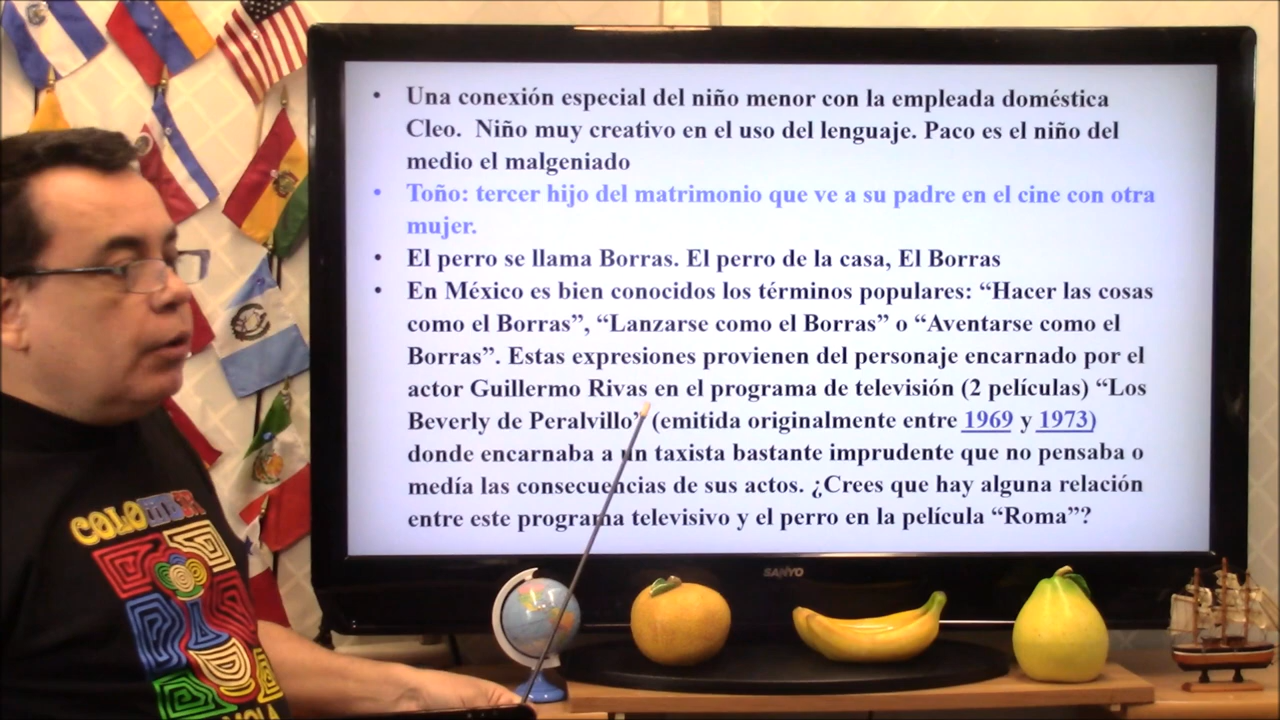 • Una conexión especial del niño menor con la empleada doméstica
Cleo.  Niño muy creativo en el uso del lenguaje. Paco es el niño del
medio el malgeniado
• Toño: tercer hijo del matrimonio que ve a su padre en el cine con otra
mujer.
• El perro se llama Borras. El perro de la casa, El Borras
• En México es bien conocidos los términos populares: “Hacer las cosas
como el Borras”, “Lanzarse como el Borras” o “Aventarse como el
Borras”. Estas expresiones provienen del personaje encarnado por el
actor Guillermo Rivas en el programa de televisión (2 películas) “Los
Beverly de Peralvillo” (emitida originalmente entre 1969 y 1973)
donde encarnaba a un taxista bastante imprudente que no pensaba o
medía las consecuencias de sus actos. ¿Crees que hay alguna relación
entre este programa televisivo y el perro en la película “Roma”?
SANYO
COLOMBIA
MOLA